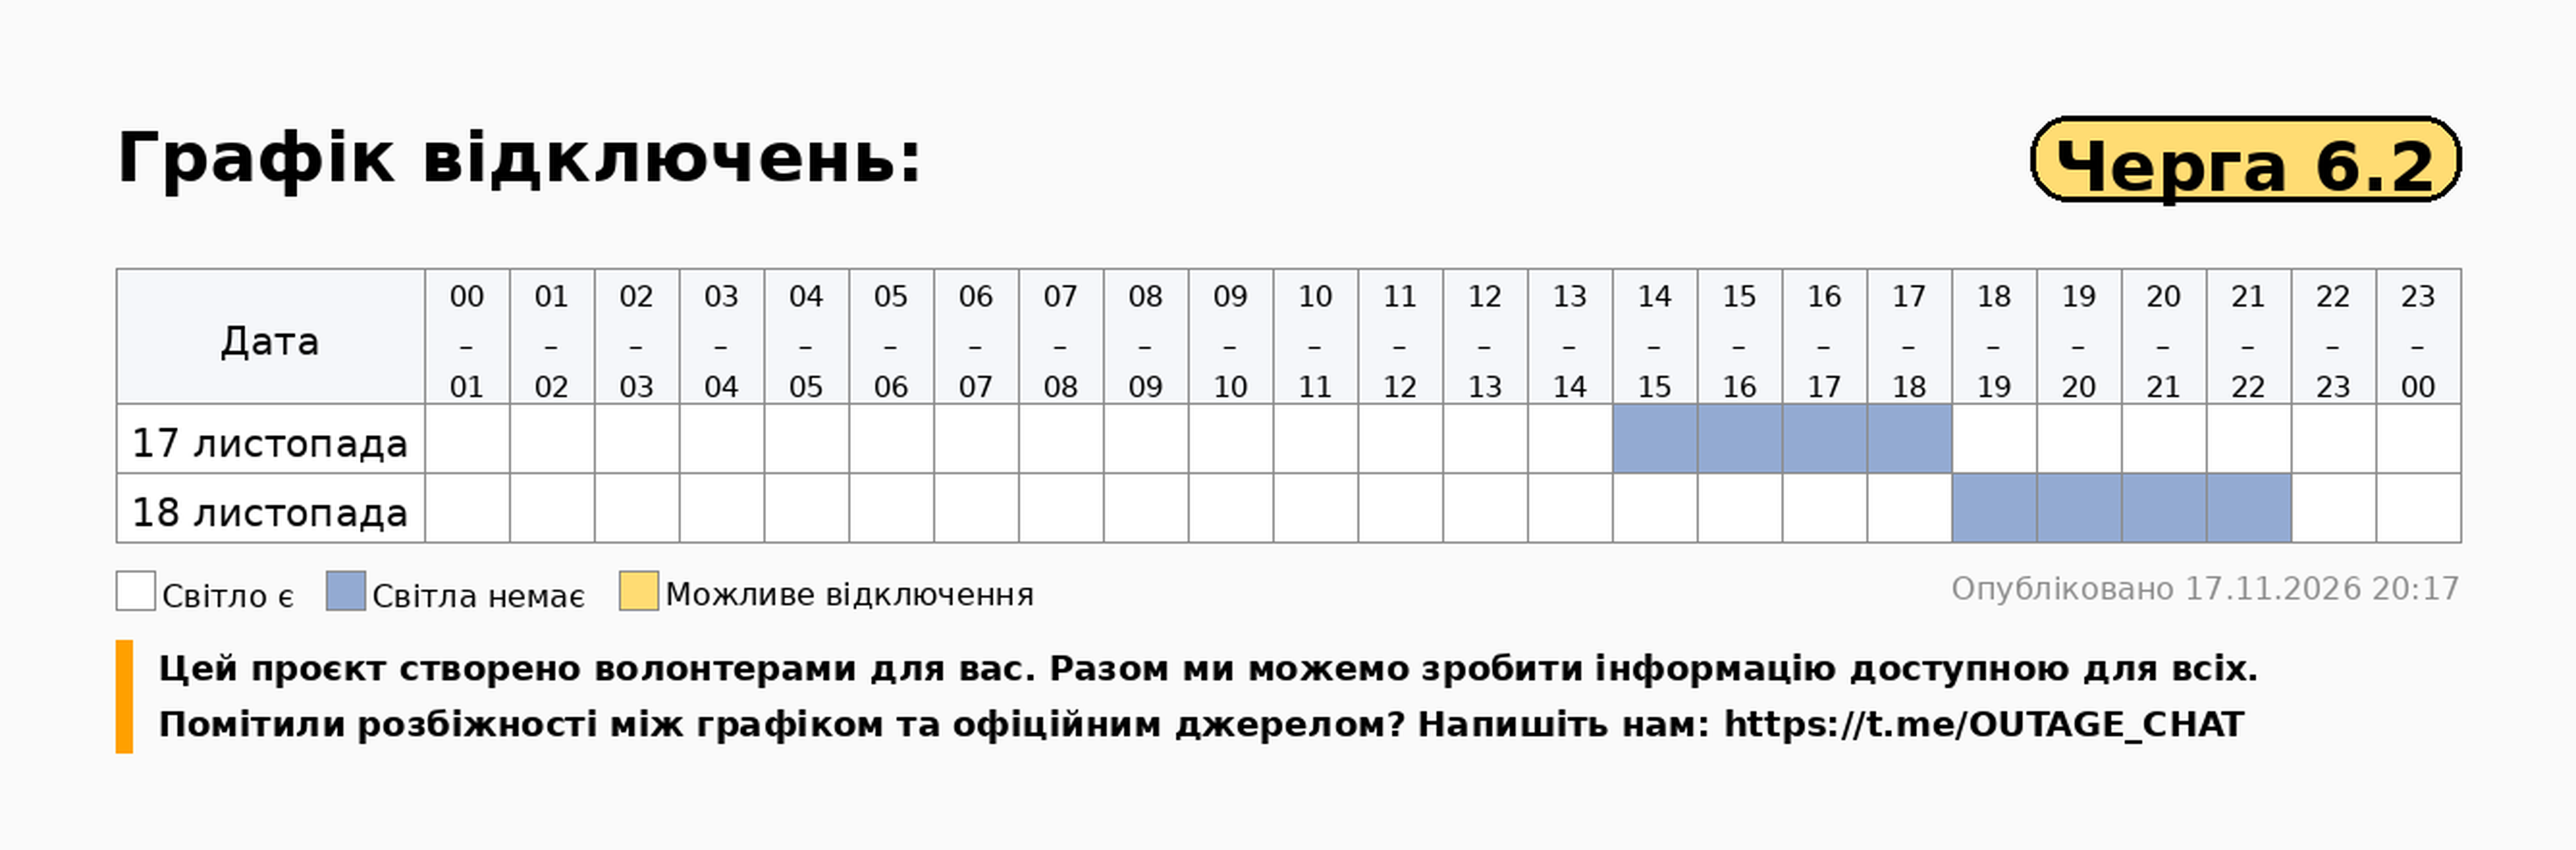 Графік відключень:
Черга 6.2
Дата 00 – 01 01 – 02 02 – 03 03 – 04 04 – 05 05 – 06 06 – 07 07 – 08 08 – 09 09 – 10 10 – 11 11 – 12 12 – 13 13 – 14 14 – 15 15 – 16 16 – 17 17 – 18 18 – 19 19 – 20 20 – 21 21 – 22 22 – 23 23 – 00
17 листопада
18 листопада
Світло є Світла немає Можливе відключення
Опубліковано 17.11.2026 20:17
Цей проєкт створено волонтерами для вас. Разом ми можемо зробити інформацію доступною для всіх.
Помітили розбіжності між графіком та офіційним джерелом? Напишіть нам: https://t.me/OUTAGE_CHAT